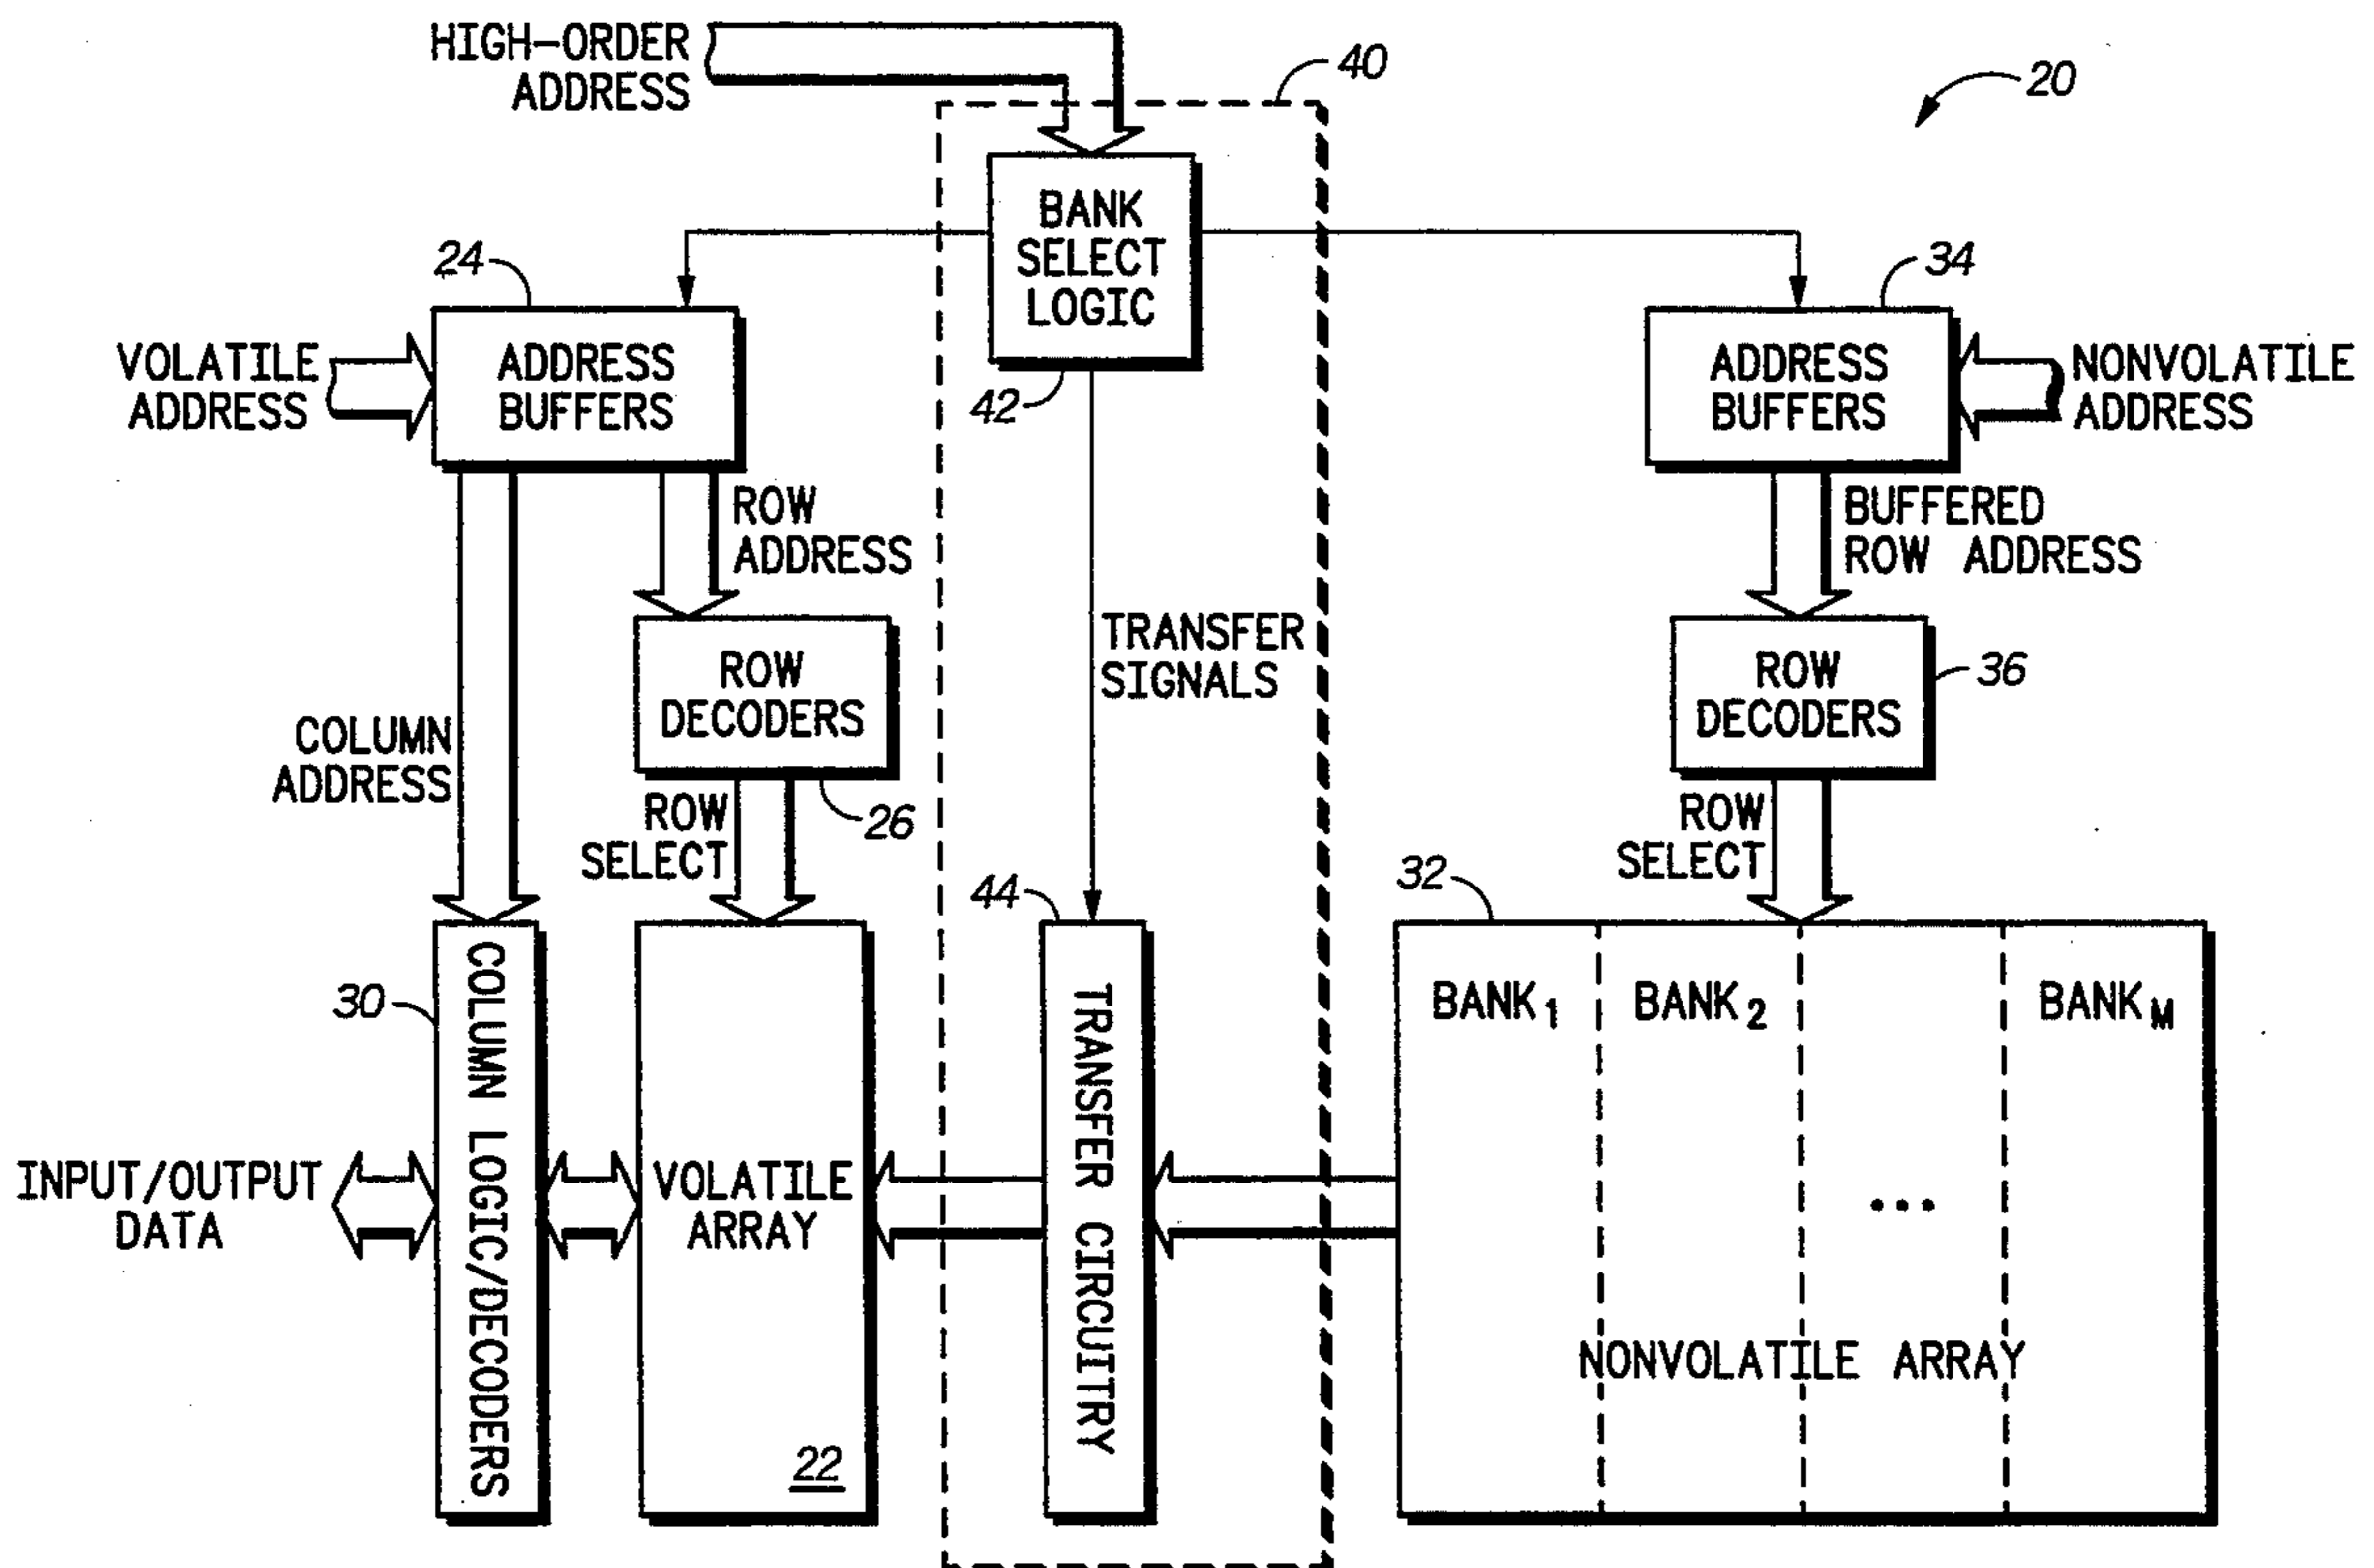 HIGH-ORDER
ADDRESS
40
20
BANK
SELECT
LOGIC
42
24
34
VOLATILE
ADDRESS
ADDRESS
BUFFERS
ADDRESS
BUFFERS
NONVOLATILE
ADDRESS
ROW
ADDRESS
BUFFERED
ROW ADDRESS
TRANSFER
SIGNALS
ROW
DECODERS
26
ROW
DECODERS
36
COLUMN
ADDRESS
ROW
SELECT
ROW
SELECT
44
32
30
COLUMN LOGIC/DECODERS
INPUT/OUTPUT
DATA
VOLATILE
ARRAY
22
TRANSFER CIRCUITRY
BANK1
BANK2
...
BANKM
NONVOLATILE ARRAY